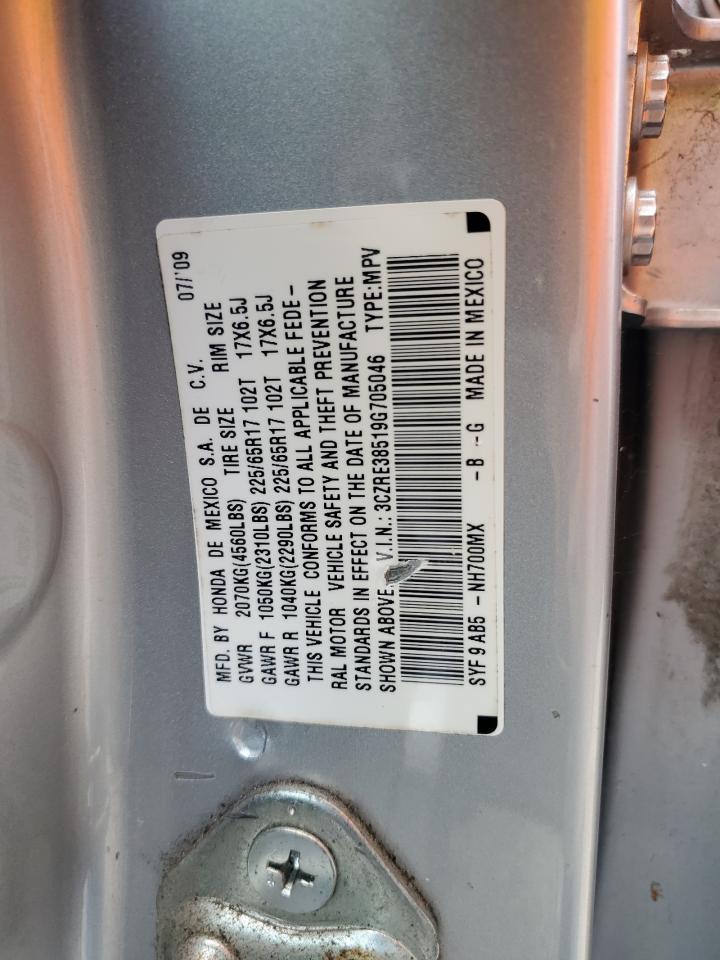 MFD. BY HONDA DE MEXICO S.A. DE C.V. 07/'09
GVWR 2070KG(4560LBS) TIRE SIZE RIM SIZE
GAWR F 1050KG(2310LBS) 225/65R17 102T 17X6.5J
GAWR R 1040KG(2290LBS) 225/65R17 102T 17X6.5J
THIS VEHICLE CONFORMS TO ALL APPLICABLE FEDE-
RAL MOTOR VEHICLE SAFETY AND THEFT PREVENTION
STANDARDS IN EFFECT ON THE DATE OF MANUFACTURE
SHOWN ABOVE. V.I.N.: 3CZRE38519G705046 TYPE:MPV
SYF 9 AB5 -NH700MX -B -G MADE IN MEXICO